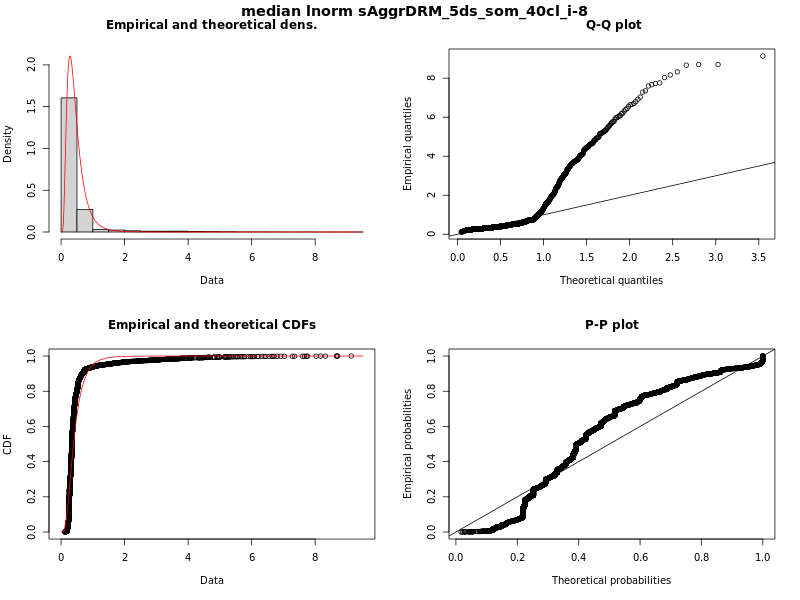 median lnorm sAggrDRM_5ds_som_40cl_i-8
Empirical and theoretical dens.
Density
0.0 0.5 1.0 1.5 2.0
0 2 4 6 8
Data
Q-Q plot
Empirical quantiles
0 2 4 6 8
0.0 0.5 1.0 1.5 2.0 2.5 3.0 3.5
Theoretical quantiles
Empirical and theoretical CDFs
CDF
0.0 0.2 0.4 0.6 0.8 1.0
0 2 4 6 8
Data
P-P plot
Empirical probabilities
0.0 0.2 0.4 0.6 0.8 1.0
0.0 0.2 0.4 0.6 0.8 1.0
Theoretical probabilities